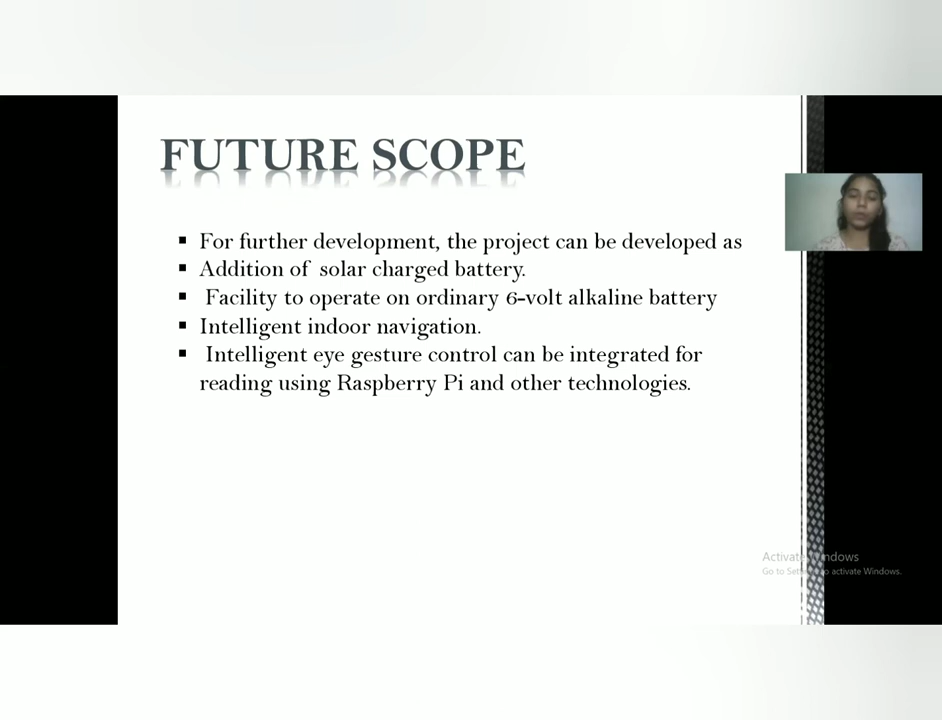 FUTURE SCOPE
▪ For further development, the project can be developed as
▪ Addition of solar charged battery.
▪ Facility to operate on ordinary 6-volt alkaline battery
▪ Intelligent indoor navigation.
▪ Intelligent eye gesture control can be integrated for
reading using Raspberry Pi and other technologies.
Activate Windows
Go to Settings to activate Windows.